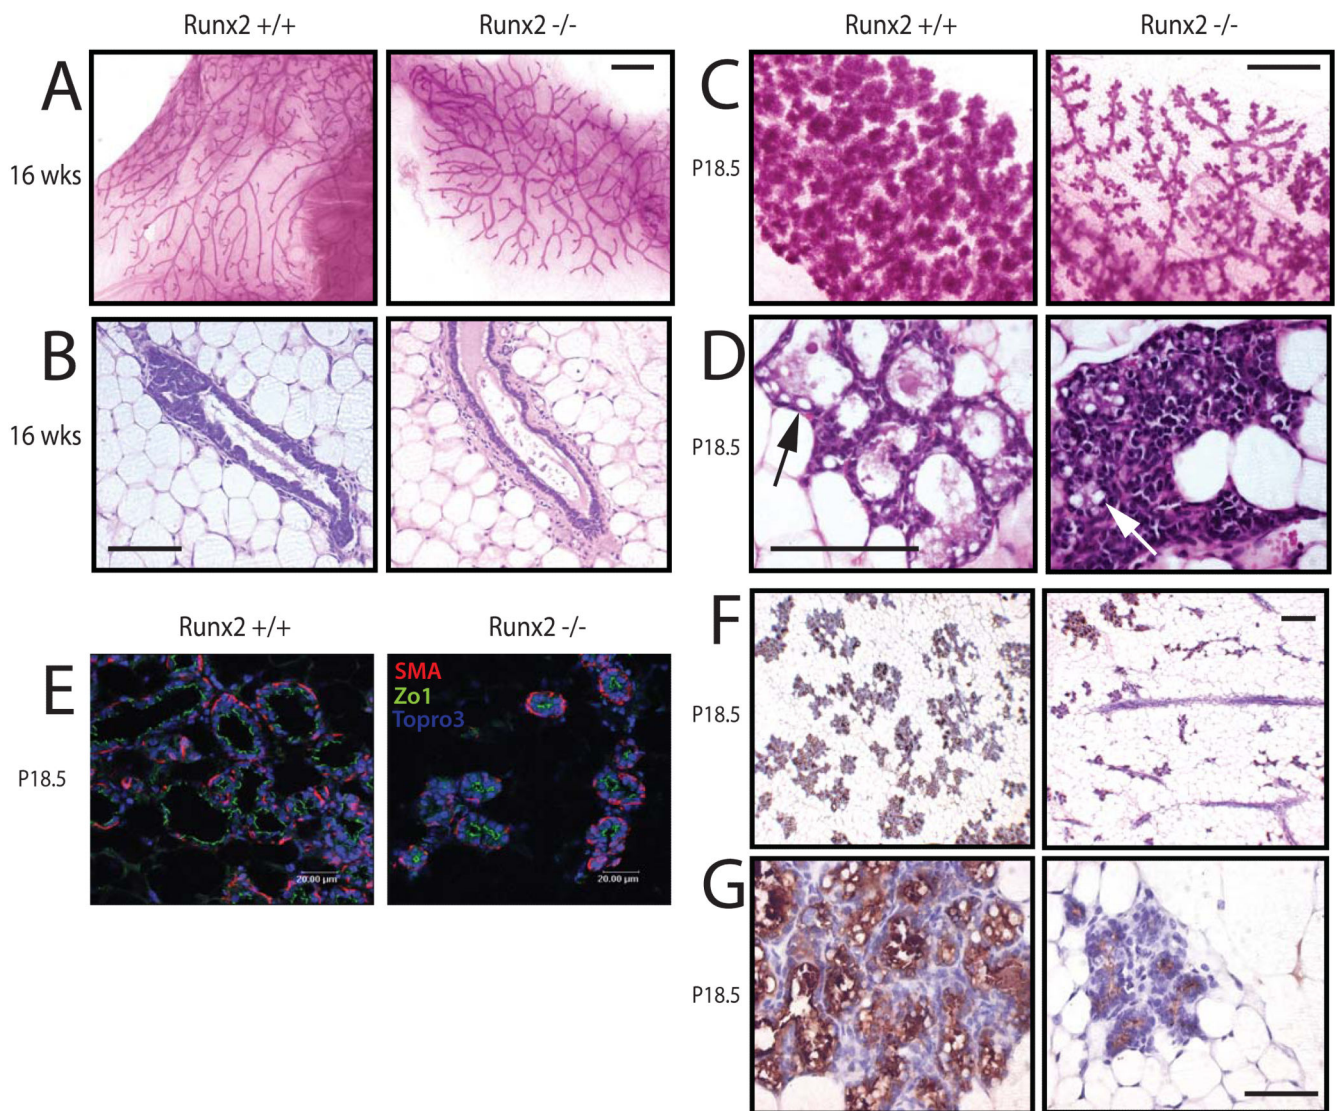 Runx2 +/+
Runx2 -/-
Runx2 +/+
Runx2 -/-
A
16 wks
C
P18.5
B
16 wks
D
P18.5
Runx2 +/+
Runx2 -/-
E
P18.5
SMA
Zo1
Topro3
20.00 µm
20.00 µm
F
P18.5
G
P18.5